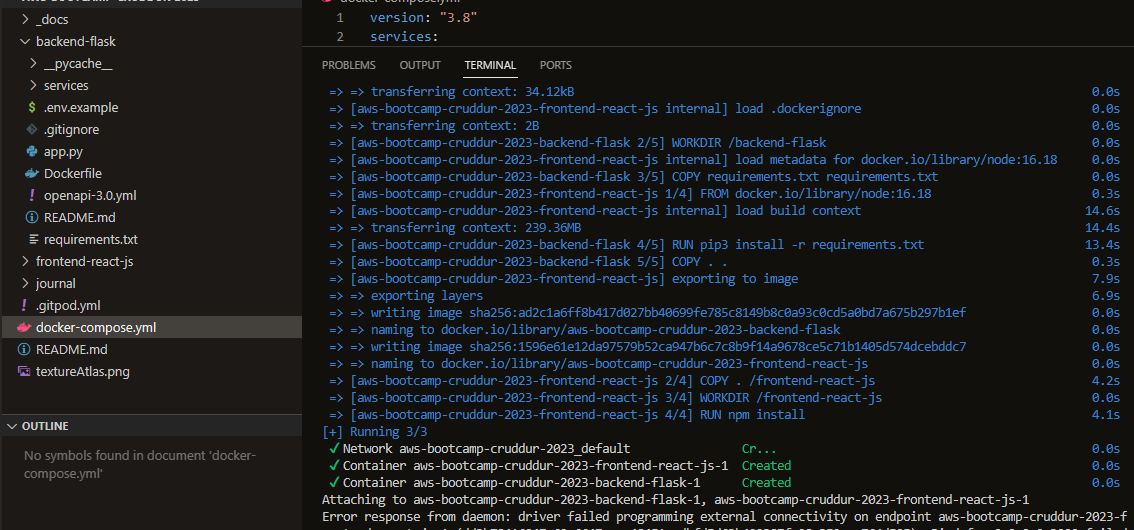 _docs
backend-flask
__pycache__
services
.env.example
.gitignore
app.py
Dockerfile
openapi-3.0.yml
README.md
requirements.txt
frontend-react-js
journal
.gitpod.yml
docker-compose.yml
README.md
textureAtlas.png
OUTLINE
No symbols found in document 'docker-
compose.yml'
1 version: "3.8"
2 services:
PROBLEMS OUTPUT TERMINAL PORTS
=> => transferring context: 34.12kB 0.0s
=> [aws-bootcamp-cruddur-2023-frontend-react-js internal] load .dockerignore 0.0s
=> => transferring context: 2B 0.0s
=> [aws-bootcamp-cruddur-2023-backend-flask 2/5] WORKDIR /backend-flask 0.0s
=> [aws-bootcamp-cruddur-2023-frontend-react-js internal] load metadata for docker.io/library/node:16.18 0.0s
=> [aws-bootcamp-cruddur-2023-backend-flask 3/5] COPY requirements.txt requirements.txt 0.0s
=> [aws-bootcamp-cruddur-2023-frontend-react-js 1/4] FROM docker.io/library/node:16.18 0.3s
=> [aws-bootcamp-cruddur-2023-frontend-react-js internal] load build context 14.6s
=> => transferring context: 239.36MB 14.4s
=> [aws-bootcamp-cruddur-2023-backend-flask 4/5] RUN pip3 install -r requirements.txt 13.4s
=> [aws-bootcamp-cruddur-2023-backend-flask 5/5] COPY . . 0.3s
=> [aws-bootcamp-cruddur-2023-frontend-react-js] exporting to image 7.9s
=> => exporting layers 6.9s
=> => writing image sha256:ad2c1a6ff8b417d027bb40699fe785c8149b8c0a93c0cd5a0bd7a675b297b1ef 0.0s
=> => naming to docker.io/library/aws-bootcamp-cruddur-2023-backend-flask 0.0s
=> => writing image sha256:1596e61e12da97579b52ca947b6c7c8b9f14a9678ce5c71b1405d574dcebddc7 0.0s
=> => naming to docker.io/library/aws-bootcamp-cruddur-2023-frontend-react-js 0.0s
=> [aws-bootcamp-cruddur-2023-frontend-react-js 2/4] COPY . /frontend-react-js 4.2s
=> [aws-bootcamp-cruddur-2023-frontend-react-js 3/4] WORKDIR /frontend-react-js 0.0s
=> [aws-bootcamp-cruddur-2023-frontend-react-js 4/4] RUN npm install 4.1s
[+] Running 3/3
✓ Network aws-bootcamp-cruddur-2023_default Cr... 0.0s
✓ Container aws-bootcamp-cruddur-2023-frontend-react-js-1 Created 0.0s
✓ Container aws-bootcamp-cruddur-2023-backend-flask-1 Created 0.0s
Attaching to aws-bootcamp-cruddur-2023-backend-flask-1, aws-bootcamp-cruddur-2023-frontend-react-js-1
Error response from daemon: driver failed programming external connectivity on endpoint aws-bootcamp-cruddur-2023-f